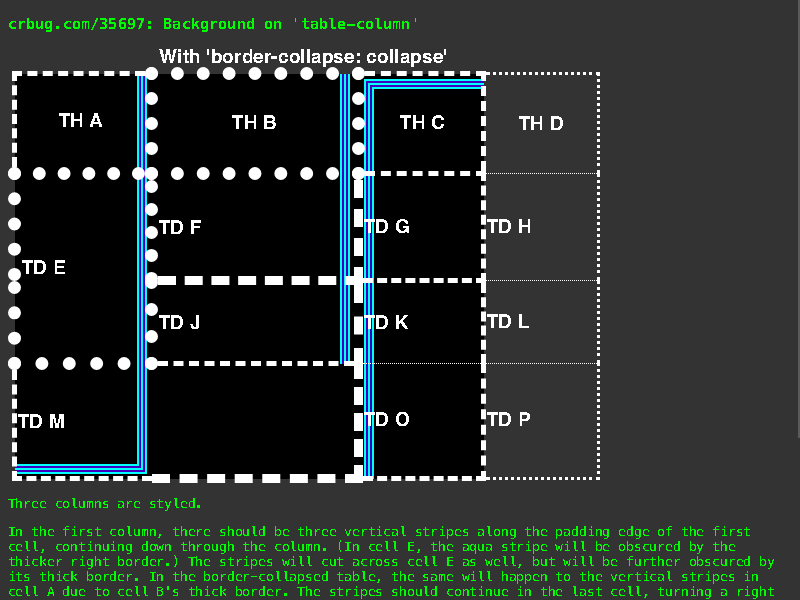 crbug.com/35697: Background on 'table-column'
With 'border-collapse: collapse'
TH A TH B TH C TH D
TD F TD G TD H
TD E
TD J TD K TD L
TD M TD O TD P
Three columns are styled.
In the first column, there should be three vertical stripes along the padding edge of the first
cell, continuing down through the column. (In cell E, the aqua stripe will be obscured by the
thicker right border.) The stripes will cut across cell E as well, but will be further obscured by
its thick border. In the border-collapsed table, the same will happen to the vertical stripes in
cell A due to cell B's thick border. The stripes should continue in the last cell, turning a right